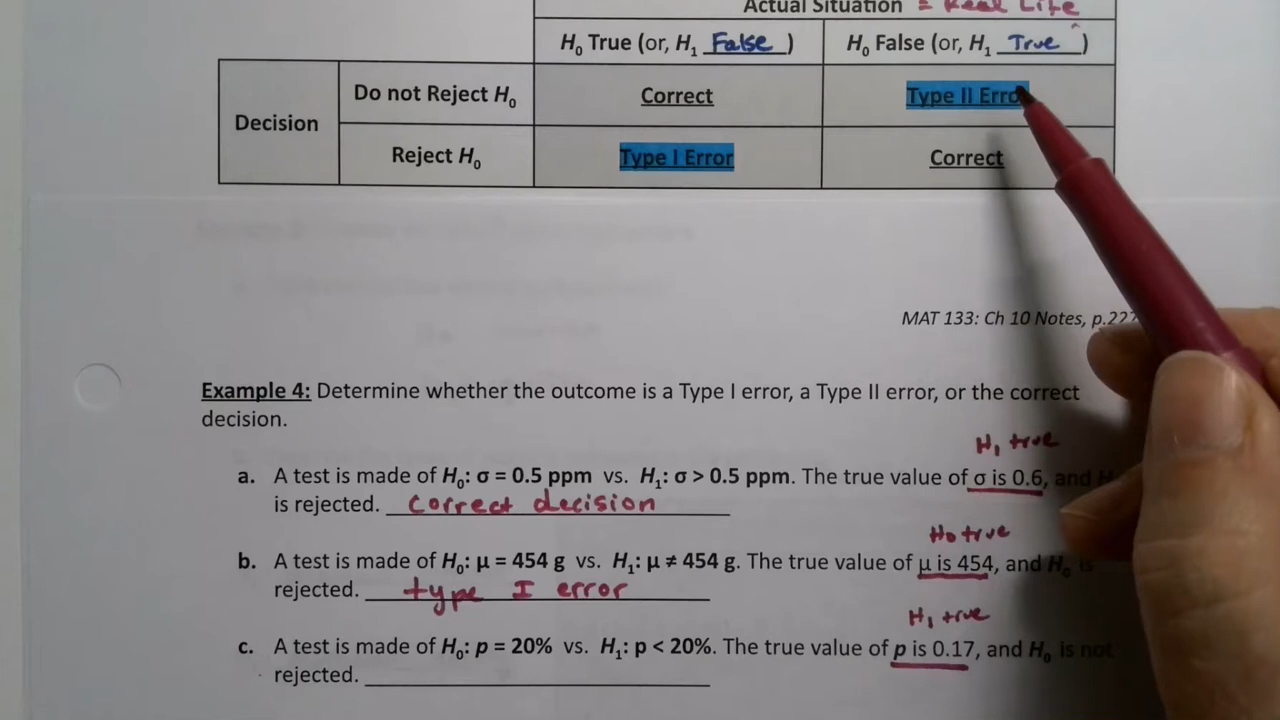 Actual Situation = Real Life
H₀ True (or, H₁ False ) H₀ False (or, H₁ True )
Decision
Do not Reject H₀ Correct Type II Error
Reject H₀ Type I Error Correct
MAT 133: Ch 10 Notes, p.227
Example 4: Determine whether the outcome is a Type I error, a Type II error, or the correct
decision.
H₁ true
a. A test is made of H₀: σ = 0.5 ppm vs. H₁: σ > 0.5 ppm. The true value of σ is 0.6, and H
is rejected. correct decision
H₀ true
b. A test is made of H₀: μ = 454 g vs. H₁: μ ≠ 454 g. The true value of μ is 454, and H₀ is
rejected. type I error
H₁ true
c. A test is made of H₀: p = 20% vs. H₁: p < 20%. The true value of p is 0.17, and H₀ is not
rejected.